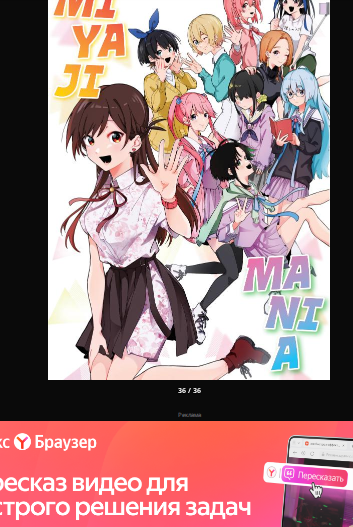 MI
YA
JI
MA
NI
A
36 / 36
Реклама
кс Браузер
ресказ видео для
строго решения задач
Пересказать